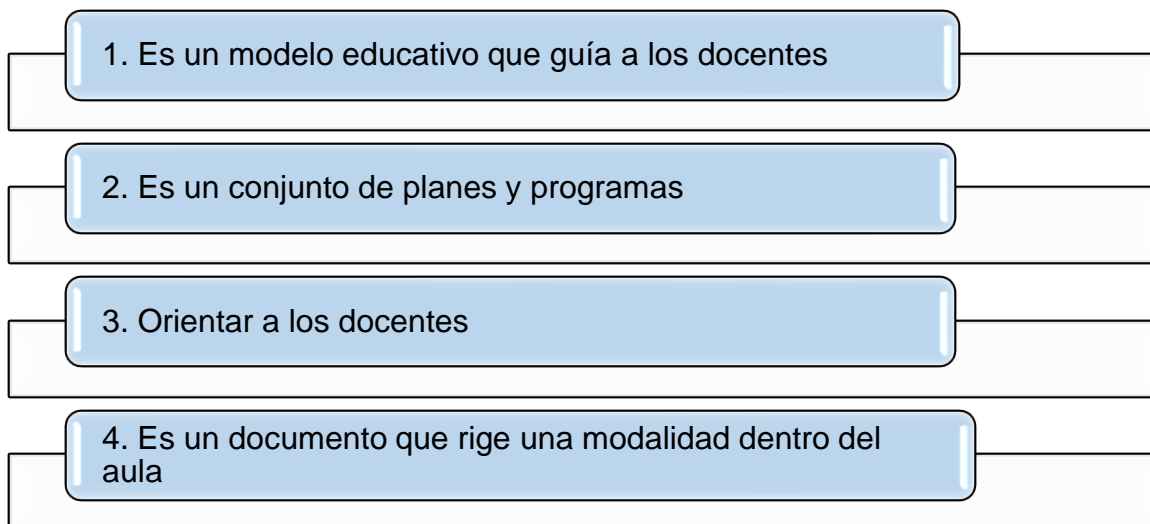 1. Es un modelo educativo que guía a los docentes
2. Es un conjunto de planes y programas
3. Orientar a los docentes
4. Es un documento que rige una modalidad dentro del
aula